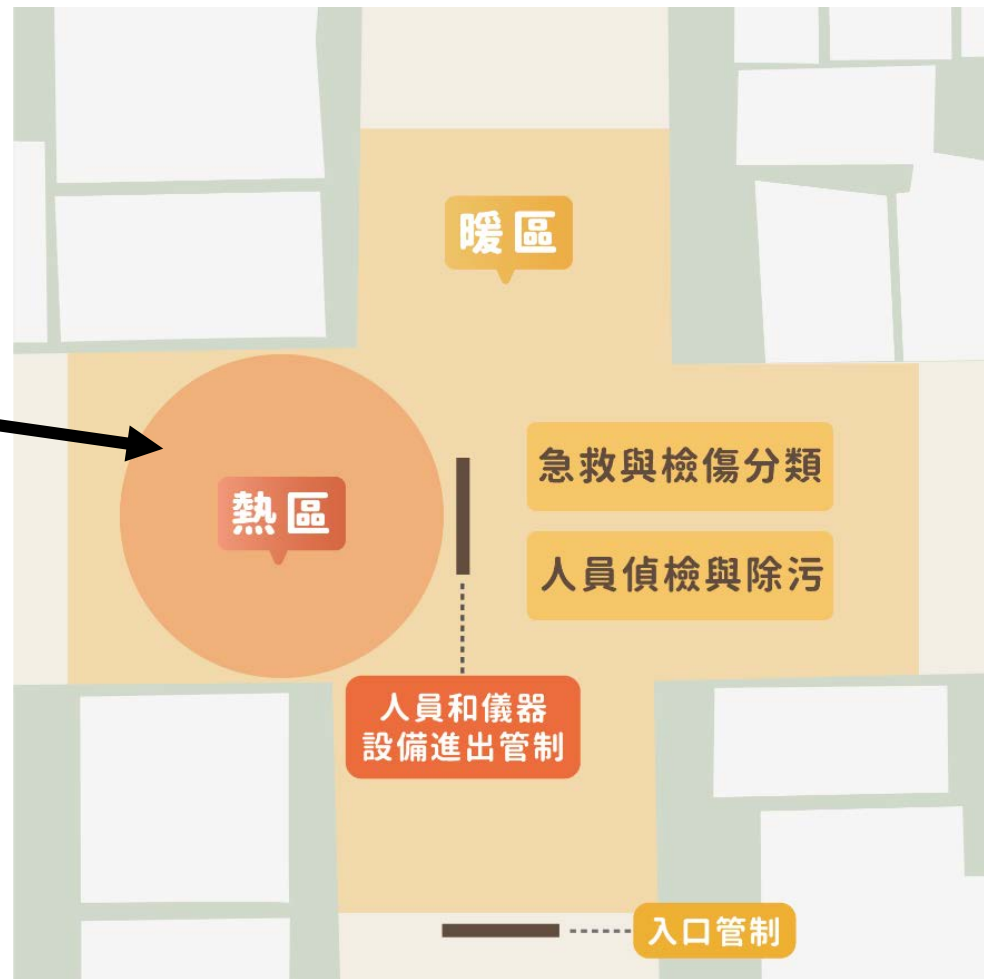 暖區
急救與檢傷分類
熱區
人員偵檢與除污
人員和儀器
設備進出管制
入口管制